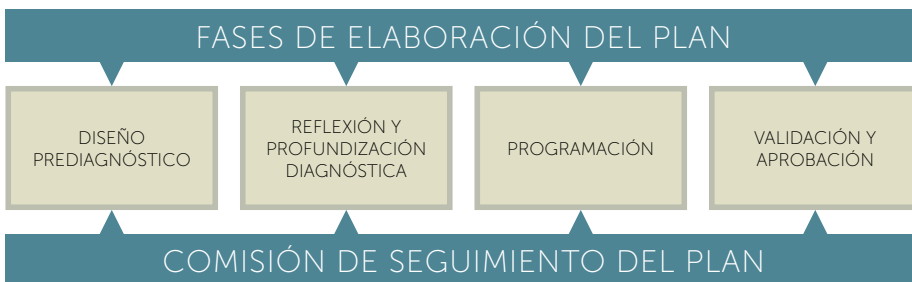 FASES DE ELABORACIÓN DEL PLAN
DISEÑO
PREDIAGNÓSTICO
REFLEXIÓN Y
PROFUNDIZACIÓN
DIAGNÓSTICA
PROGRAMACIÓN
VALIDACIÓN Y
APROBACIÓN
COMISIÓN DE SEGUIMIENTO DEL PLAN